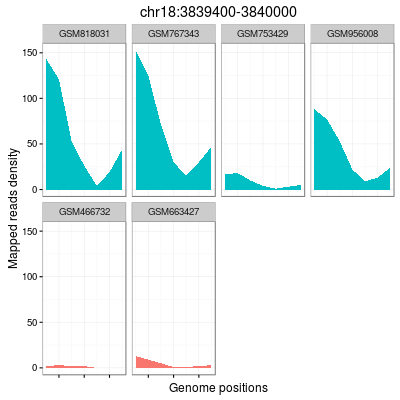 chr18:3839400-3840000
GSM818031 GSM767343 GSM753429 GSM956008
150
100
50
0
GSM466732 GSM663427
150
100
50
0
Mapped reads density
Genome positions